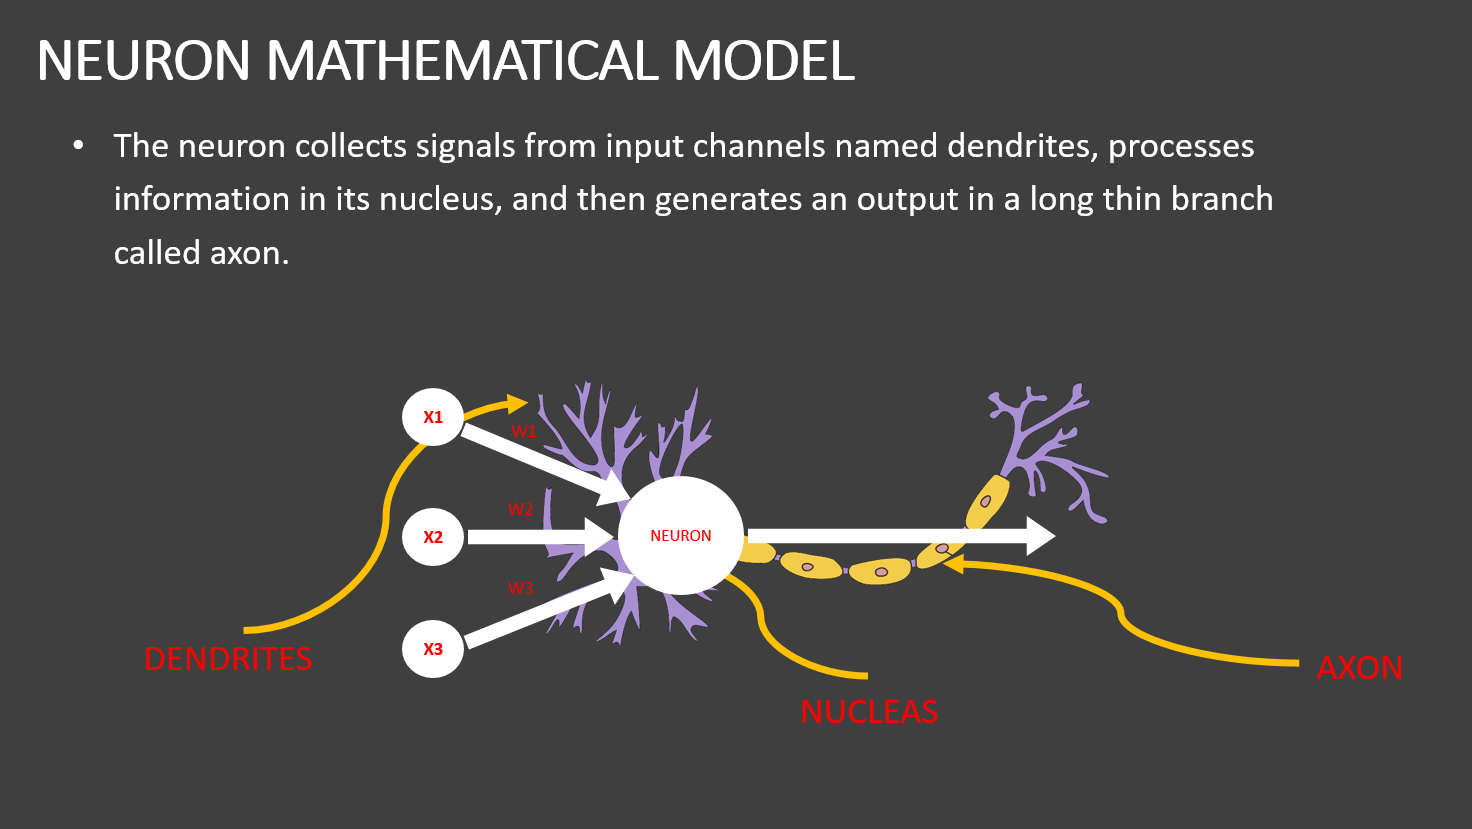 NEURON MATHEMATICAL MODEL
• The neuron collects signals from input channels named dendrites, processes
information in its nucleus, and then generates an output in a long thin branch
called axon.
X1
W1
W2
X2
NEURON
W3
X3
DENDRITES
AXON
NUCLEAS